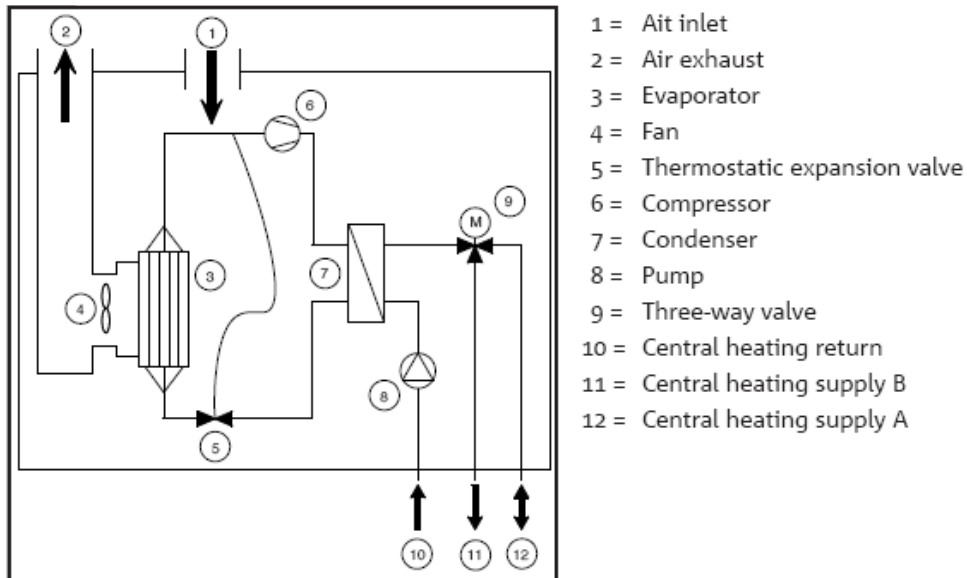 2
1
6
9
M
3
7
4
8
5
10
11
12
1 = Ait inlet
2 = Air exhaust
3 = Evaporator
4 = Fan
5 = Thermostatic expansion valve
6 = Compressor
7 = Condenser
8 = Pump
9 = Three-way valve
10 = Central heating return
11 = Central heating supply B
12 = Central heating supply A